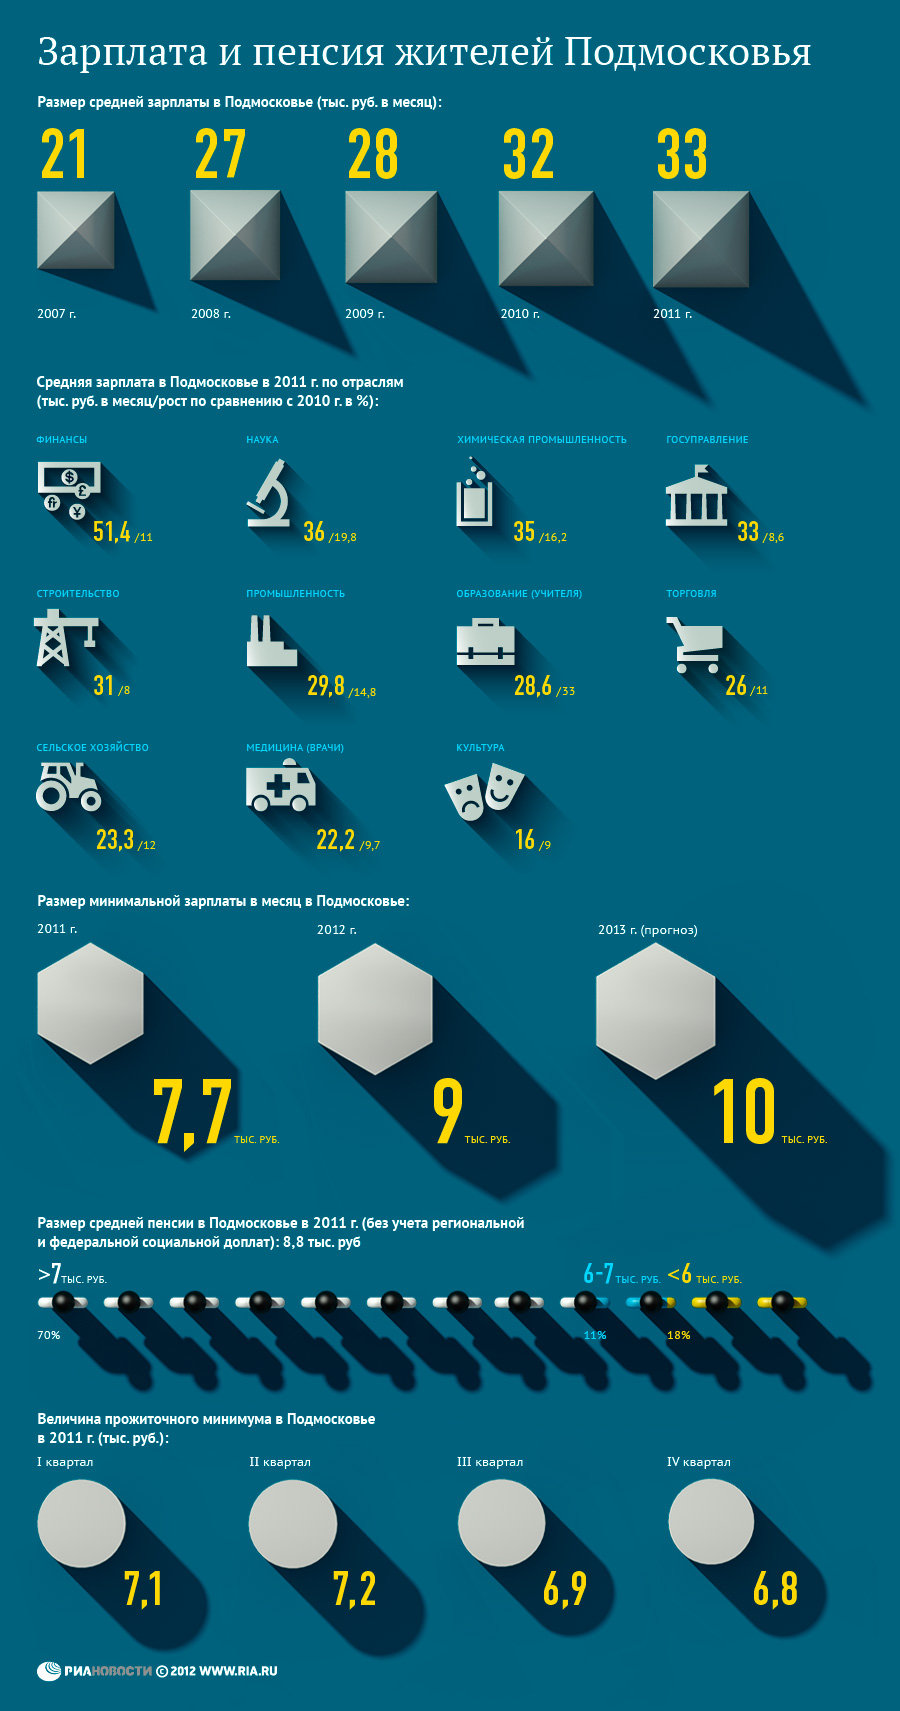 Зарплата и пенсия жителей Подмосковья
Размер средней зарплаты в Подмосковье (тыс. руб. в месяц):
21 27 28 32 33
2007 г. 2008 г. 2009 г. 2010 г. 2011 г.
Средняя зарплата в Подмосковье в 2011 г. по отраслям
(тыс. руб. в месяц/рост по сравнению с 2010 г. в %):
ФИНАНСЫ НАУКА ХИМИЧЕСКАЯ ПРОМЫШЛЕННОСТЬ ГОСУПРАВЛЕНИЕ
$ £ ₶ ¥
51,4 /11 36 /19,8 35 /16,2 33 /8,6
СТРОИТЕЛЬСТВО ПРОМЫШЛЕННОСТЬ ОБРАЗОВАНИЕ (УЧИТЕЛЯ) ТОРГОВЛЯ
31 /8 29,8 /14,8 28,6 /33 26 /11
СЕЛЬСКОЕ ХОЗЯЙСТВО МЕДИЦИНА (ВРАЧИ) КУЛЬТУРА
23,3 /12 22,2 /9,7 16 /9
Размер минимальной зарплаты в месяц в Подмосковье:
2011 г. 2012 г. 2013 г. (прогноз)
7,7 ТЫС. РУБ. 9 ТЫС. РУБ. 10 ТЫС. РУБ.
Размер средней пенсии в Подмосковье в 2011 г. (без учета региональной
и федеральной социальной доплат): 8,8 тыс. руб
>7 ТЫС. РУБ. 6-7 ТЫС. РУБ. <6 ТЫС. РУБ.
70% 11% 18%
Величина прожиточного минимума в Подмосковье
в 2011 г. (тыс. руб.):
I квартал II квартал III квартал IV квартал
7,1 7,2 6,9 6,8
РИАНОВОСТИ © 2012 WWW.RIA.RU